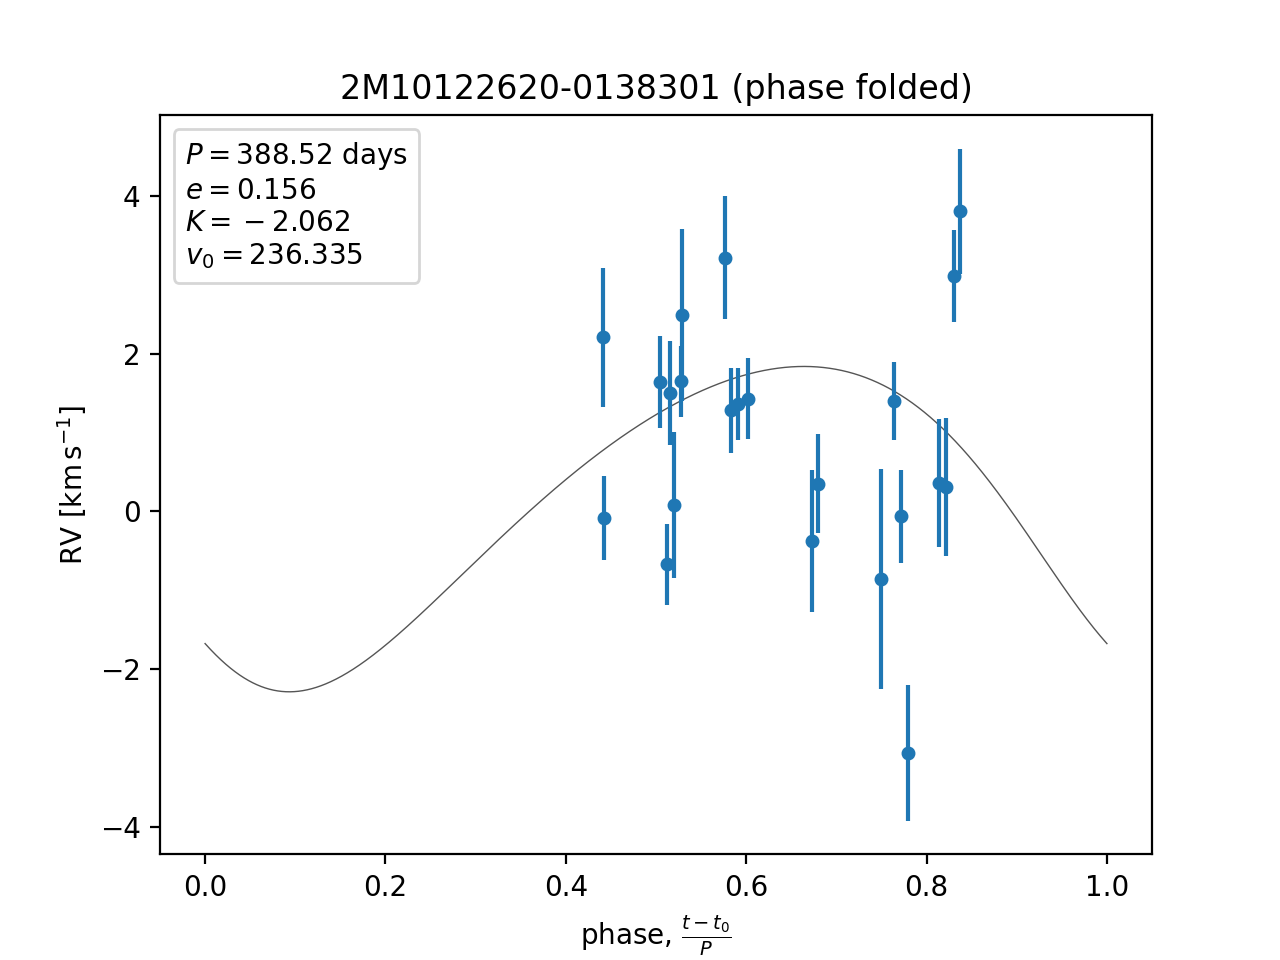 2M10122620-0138301 (phase folded)
P = 388.52 days
e = 0.156
K = −2.062
v₀ = 236.335
4
2
0
−2
−4
RV [km s⁻¹]
0.0 0.2 0.4 0.6 0.8 1.0
phase, (t − t₀)/P